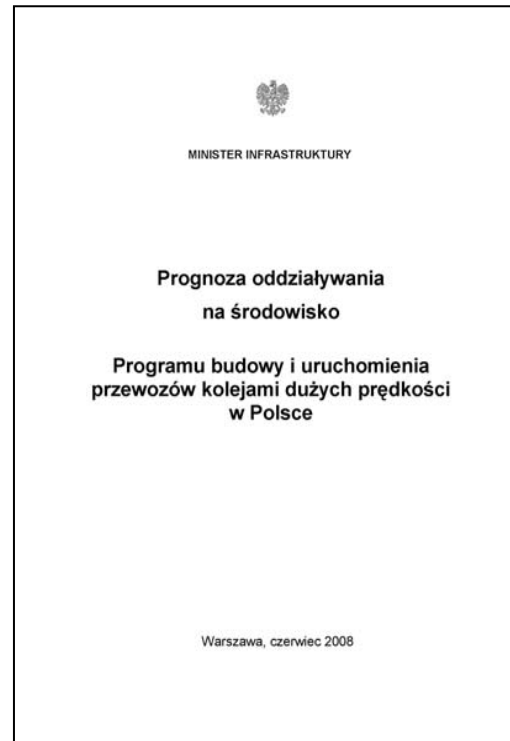 MINISTER INFRASTRUKTURY
Prognoza oddziaływania
na środowisko
Programu budowy i uruchomienia
przewozów kolejami dużych prędkości
w Polsce
Warszawa, czerwiec 2008